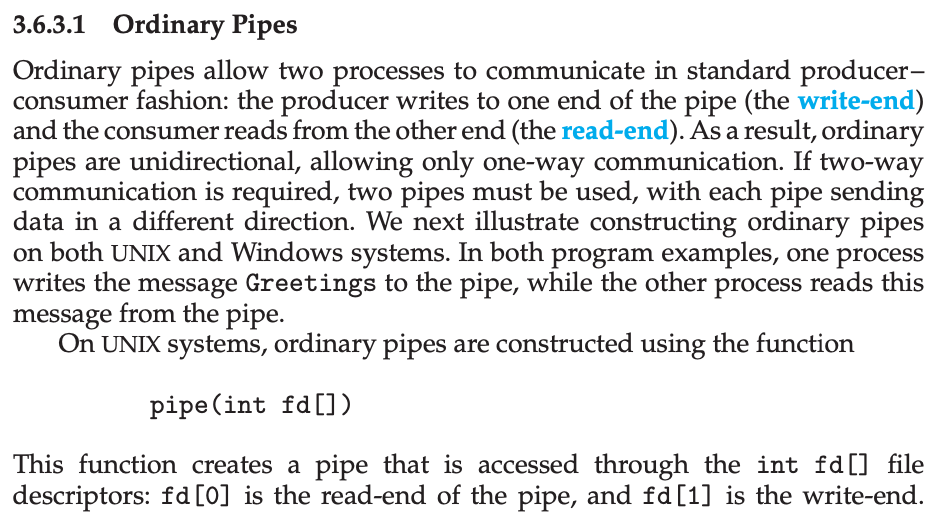 3.6.3.1 Ordinary Pipes
Ordinary pipes allow two processes to communicate in standard producer–
consumer fashion: the producer writes to one end of the pipe (the write-end)
and the consumer reads from the other end (the read-end). As a result, ordinary
pipes are unidirectional, allowing only one-way communication. If two-way
communication is required, two pipes must be used, with each pipe sending
data in a different direction. We next illustrate constructing ordinary pipes
on both UNIX and Windows systems. In both program examples, one process
writes the message Greetings to the pipe, while the other process reads this
message from the pipe.
On UNIX systems, ordinary pipes are constructed using the function
pipe(int fd[])
This function creates a pipe that is accessed through the int fd[] file
descriptors: fd[0] is the read-end of the pipe, and fd[1] is the write-end.